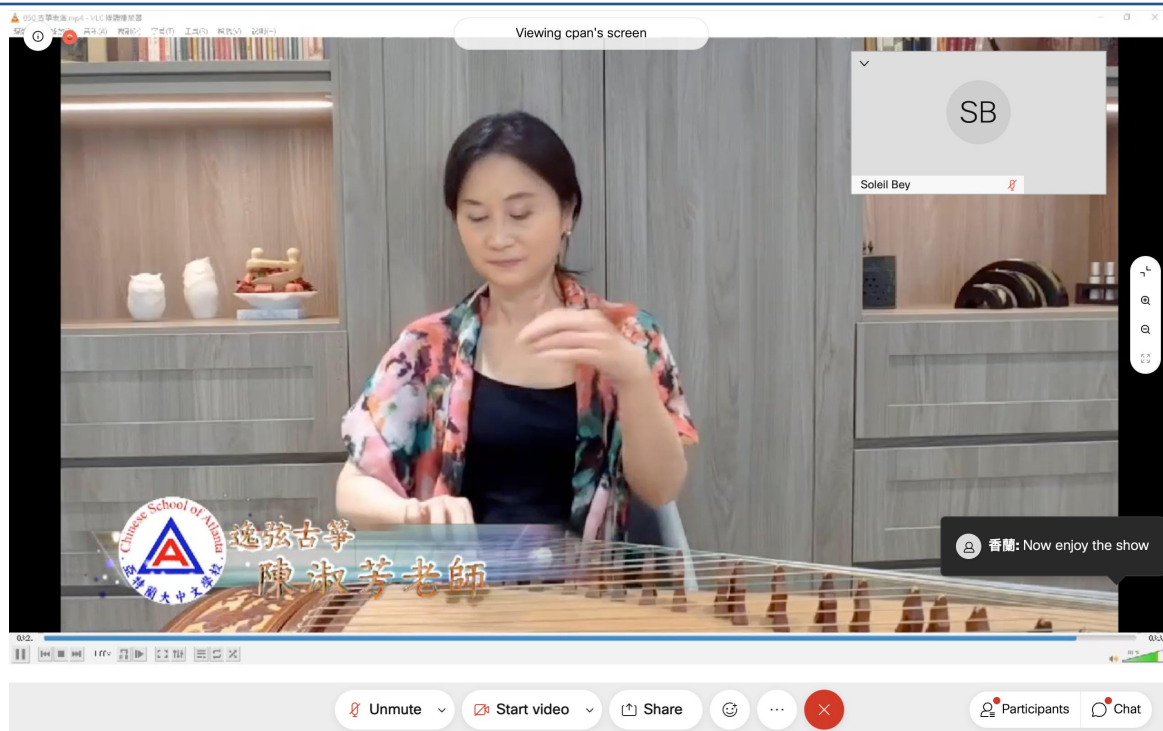 Viewing cpan's screen
SB
Soleil Bey
Chinese School of Atlanta
亞特蘭大中文學校
A
逸弦古箏
陳淑芳老師
香蘭: Now enjoy the show
Unmute
Start video
Share
Participants
Chat